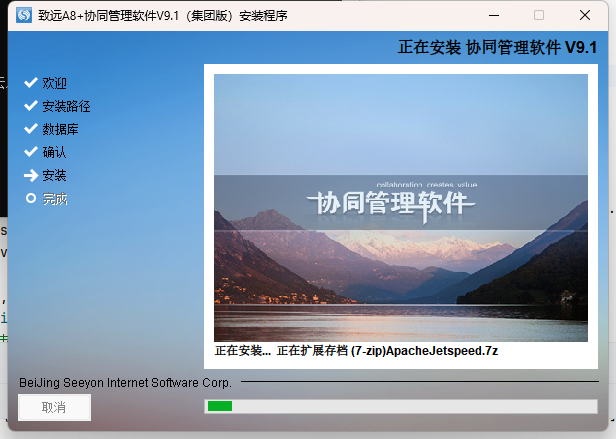 致远A8+协同管理软件V9.1（集团版）安装程序
正在安装 协同管理软件 V9.1
欢迎
安装路径
数据库
确认
安装
完成
collaboration creates value
协同管理软件
正在安装... 正在扩展存档 (7-zip)ApacheJetspeed.7z
BeiJing Seeyon Internet Software Corp.
取消